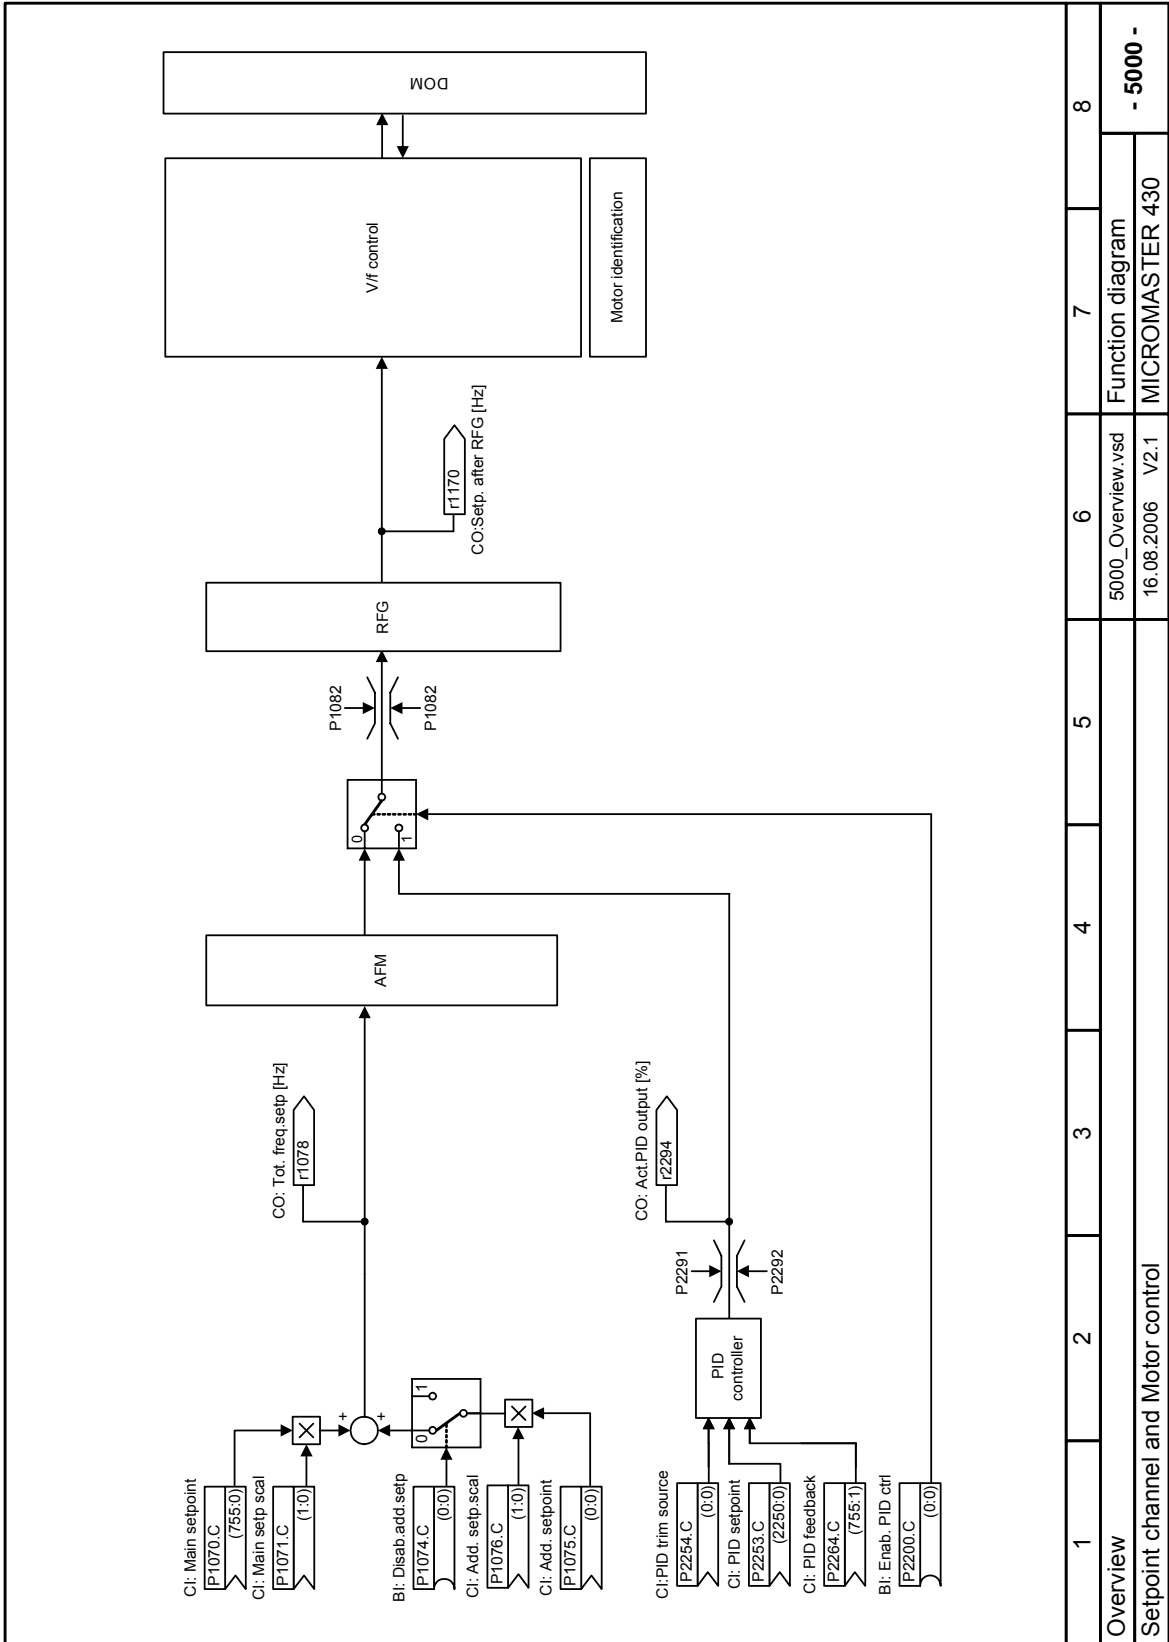 CI: Main setpoint
P1070.C
(755:0)
CI: Main setp scal
P1071.C
(1:0)
BI: Disab.add.setp
P1074.C
(0:0)
CI: Add. setp.scal
P1076.C
(1:0)
CI: Add. setpoint
P1075.C
(0:0)
+
+
0
1
CO: Tot. freq.setp [Hz]
r1078
AFM
0
1
P1082
P1082
RFG
r1170
CO:Setp. after RFG [Hz]
V/f control
Motor identification
DOM
CI:PID trim source
P2254.C
(0:0)
CI: PID setpoint
P2253.C
(2250:0)
CI: PID feedback
P2264.C
(755:1)
BI: Enab. PID ctrl
P2200.C
(0:0)
PID
controller
P2291
P2292
CO: Act.PID output [%]
r2294
1
2
3
4
5
6
7
8
Overview
5000_Overview.vsd
Function diagram
- 5000 -
Setpoint channel and Motor control
16.08.2006 V2.1
MICROMASTER 430